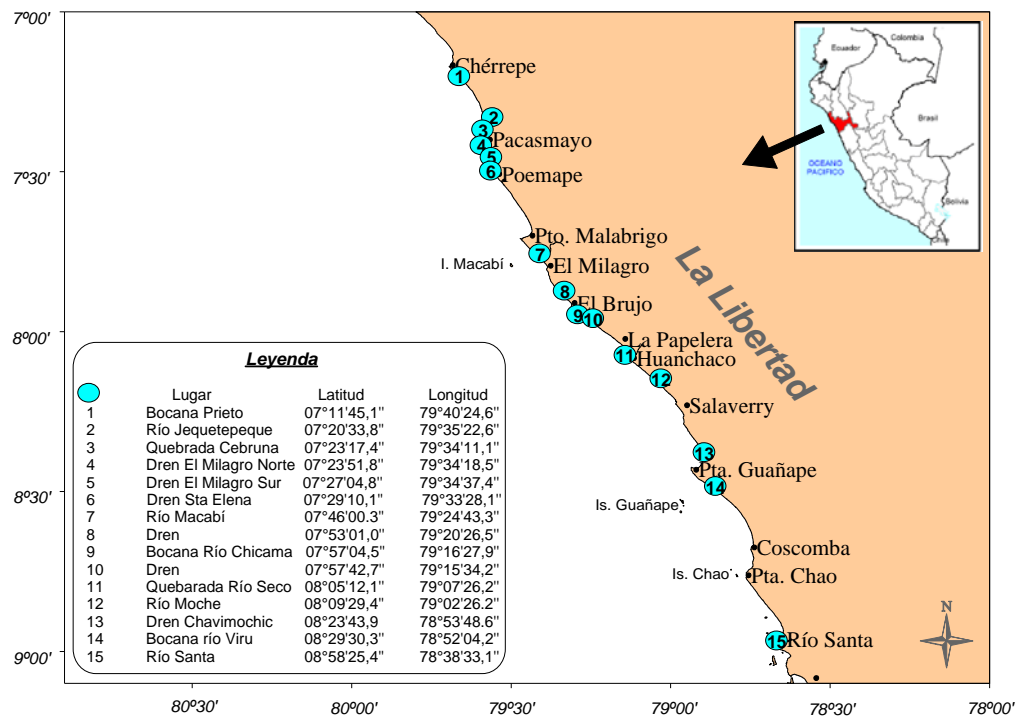 7º00'
7º30'
8º00'
8º30'
9º00'
80º30'
80º00'
79º30'
79º00'
78º30'
78º00'
Ecuador
Colombia
Brasil
OCEANO
PACIFICO
Bolivia
Chile
1
Chérrepe
2
3
Pacasmayo
4
5
6
Poemape
Pto. Malabrigo
7
El Milagro
I. Macabí
8
El Brujo
9
10
La Papelera
11
Huanchaco
12
Salaverry
La Libertad
13
Pta. Guañape
14
Is. Guañape
Coscomba
Is. Chao
Pta. Chao
15
Río Santa
N
Leyenda
Lugar Latitud Longitud
1 Bocana Prieto 07°11'45,1" 79°40'24,6"
2 Río Jequetepeque 07°20'33,8" 79°35'22,6"
3 Quebrada Cebruna 07°23'17,4" 79°34'11,1"
4 Dren El Milagro Norte 07°23'51,8" 79°34'18,5"
5 Dren El Milagro Sur 07°27'04,8" 79°34'37,4"
6 Dren Sta Elena 07°29'10,1" 79°33'28,1"
7 Río Macabí 07°46'00.3" 79°24'43,3"
8 Dren 07°53'01,0" 79°20'26,5"
9 Bocana Río Chicama 07°57'04,5" 79°16'27,9"
10 Dren 07°57'42,7" 79°15'34,2"
11 Quebarada Río Seco 08°05'12,1" 79°07'26,2"
12 Río Moche 08°09'29,4" 79°02'26.2"
13 Dren Chavimochic 08°23'43,9 78°53'48.6"
14 Bocana río Viru 08°29'30,3" 78°52'04,2"
15 Río Santa 08°58'25,4" 78°38'33,1"